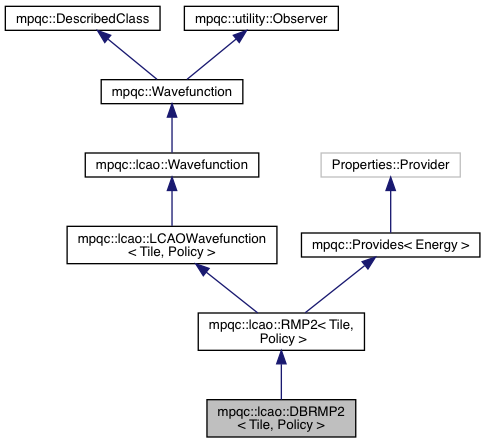 mpqc::DescribedClass
mpqc::utility::Observer
mpqc::Wavefunction
mpqc::lcao::Wavefunction
Properties::Provider
mpqc::lcao::LCAOWavefunction
< Tile, Policy >
mpqc::Provides< Energy >
mpqc::lcao::RMP2< Tile,
Policy >
mpqc::lcao::DBRMP2
< Tile, Policy >